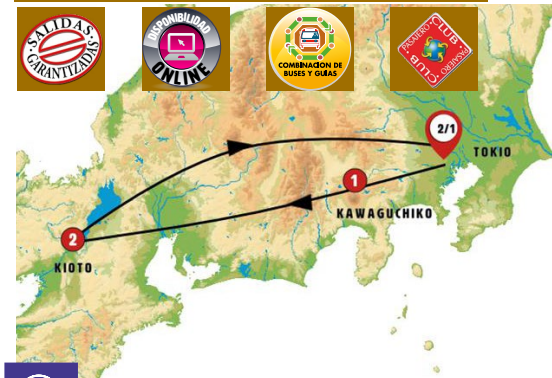 SALIDAS
GARANTIZADAS
DISPONIBILIDAD
ONLINE
COMBINACIÓN DE
BUSES Y GUÍAS
CLUB
PASAJERO
CLUB
PASAJERO
2/1
TOKIO
1
KAWAGUCHIKO
2
KIOTO